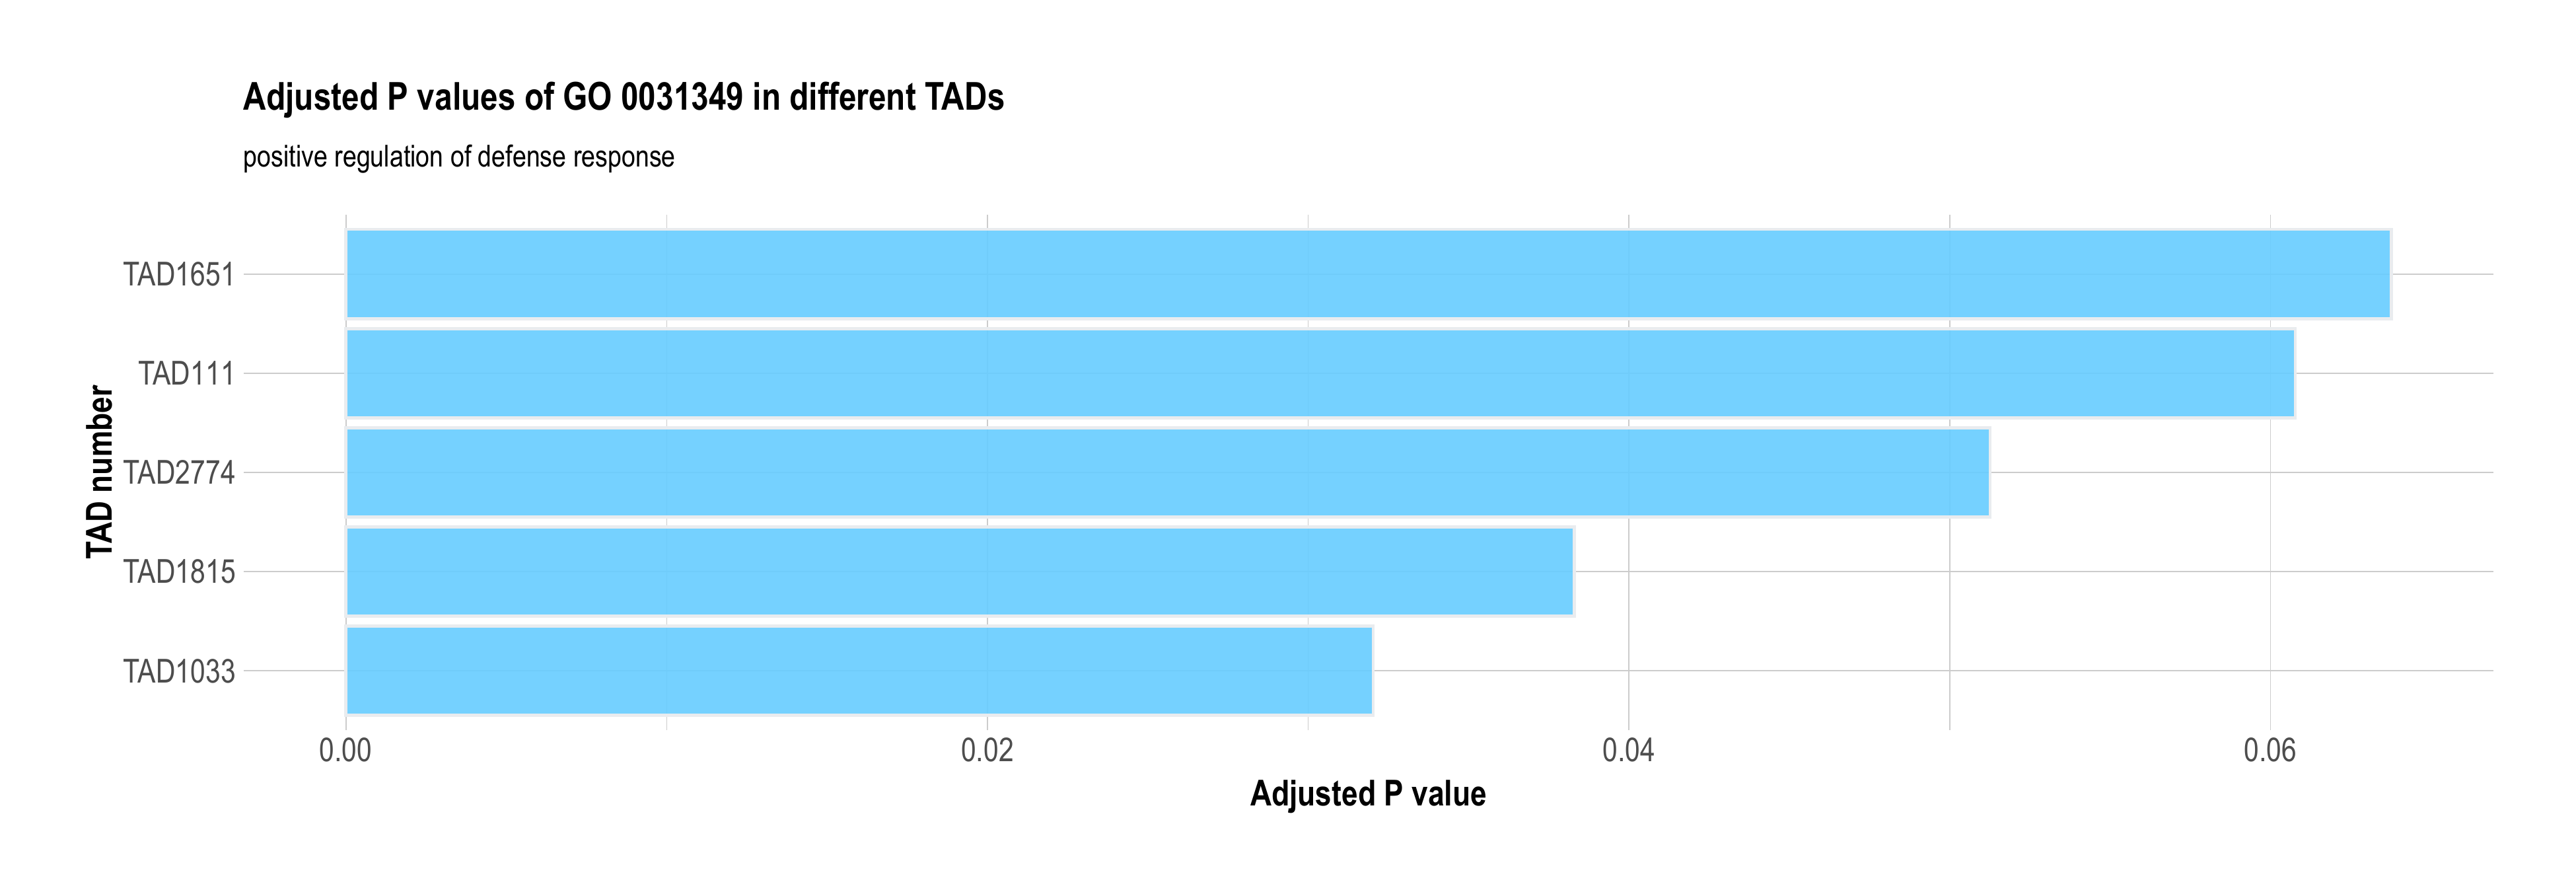 Adjusted P values of GO 0031349 in different TADs
positive regulation of defense response
TAD number
TAD1651
TAD111
TAD2774
TAD1815
TAD1033
0.00 0.02 0.04 0.06
Adjusted P value